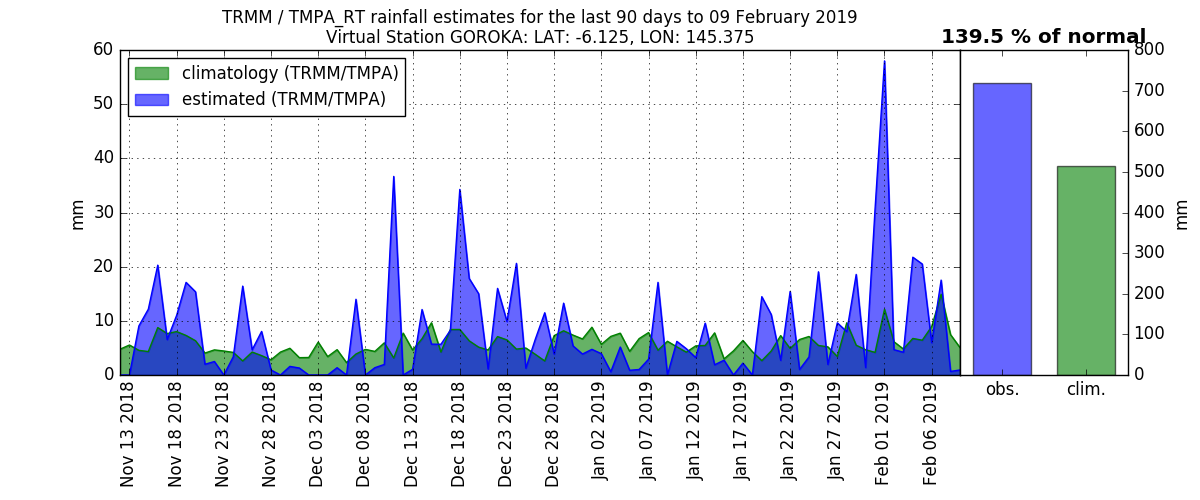 TRMM / TMPA_RT rainfall estimates for the last 90 days to 09 February 2019
Virtual Station GOROKA: LAT: -6.125, LON: 145.375
139.5 % of normal
climatology (TRMM/TMPA)
estimated (TRMM/TMPA)
60
50
40
30
20
10
0
mm
Nov 13 2018
Nov 18 2018
Nov 23 2018
Nov 28 2018
Dec 03 2018
Dec 08 2018
Dec 13 2018
Dec 18 2018
Dec 23 2018
Dec 28 2018
Jan 02 2019
Jan 07 2019
Jan 12 2019
Jan 17 2019
Jan 22 2019
Jan 27 2019
Feb 01 2019
Feb 06 2019
obs.
clim.
800
700
600
500
400
300
200
100
0
mm